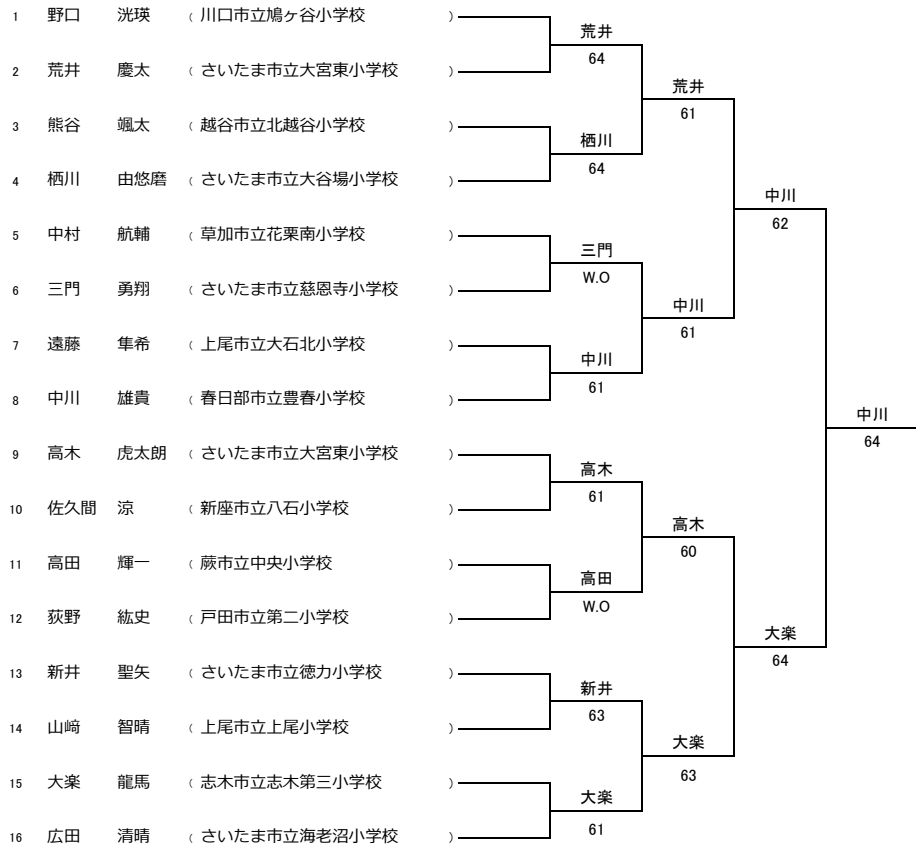 1 野口 洸瑛 ( 川口市立鳩ヶ谷小学校 )
荒井
64
2 荒井 慶太 ( さいたま市立大宮東小学校 )
荒井
61
3 熊谷 颯太 ( 越谷市立北越谷小学校 )
栖川
64
4 栖川 由悠磨 ( さいたま市立大谷場小学校 )
中川
62
5 中村 航輔 ( 草加市立花栗南小学校 )
三門
W.O
6 三門 勇翔 ( さいたま市立慈恩寺小学校 )
中川
61
7 遠藤 隼希 ( 上尾市立大石北小学校 )
中川
61
8 中川 雄貴 ( 春日部市立豊春小学校 )
中川
64
9 高木 虎太朗 ( さいたま市立大宮東小学校 )
高木
61
10 佐久間 涼 ( 新座市立八石小学校 )
高木
60
11 高田 輝一 ( 蕨市立中央小学校 )
高田
W.O
12 荻野 紘史 ( 戸田市立第二小学校 )
大楽
64
13 新井 聖矢 ( さいたま市立徳力小学校 )
新井
63
14 山﨑 智晴 ( 上尾市立上尾小学校 )
大楽
63
15 大楽 龍馬 ( 志木市立志木第三小学校 )
大楽
61
16 広田 清晴 ( さいたま市立海老沼小学校 )